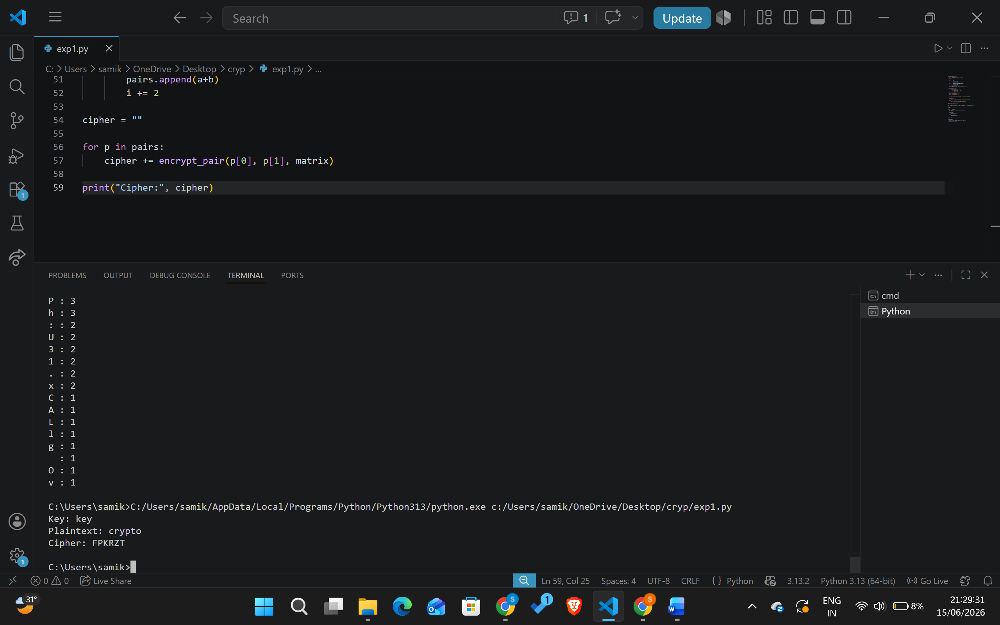 Search
1
Update
exp1.py
C: > Users > samik > OneDrive > Desktop > cryp > exp1.py > ...
51 pairs.append(a+b)
52 i += 2
53
54 cipher = ""
55
56 for p in pairs:
57 cipher += encrypt_pair(p[0], p[1], matrix)
58
59 print("Cipher:", cipher)
1
PROBLEMS OUTPUT DEBUG CONSOLE TERMINAL PORTS
cmd
Python
P : 3
h : 3
: : 2
U : 2
3 : 2
1 : 2
. : 2
x : 2
C : 1
A : 1
L : 1
l : 1
g : 1
  : 1
O : 1
v : 1
C:\Users\samik>C:/Users/samik/AppData/Local/Programs/Python/Python313/python.exe c:/Users/samik/OneDrive/Desktop/cryp/exp1.py
Key: key
Plaintext: crypto
Cipher: FPKRZT
C:\Users\samik>
1
0 0 Live Share Ln 59, Col 25 Spaces: 4 UTF-8 CRLF { } Python 3.13.2 Python 3.13 (64-bit) Go Live
31° S 1 S ENG 8% 21:29:31
IN 15/06/2026